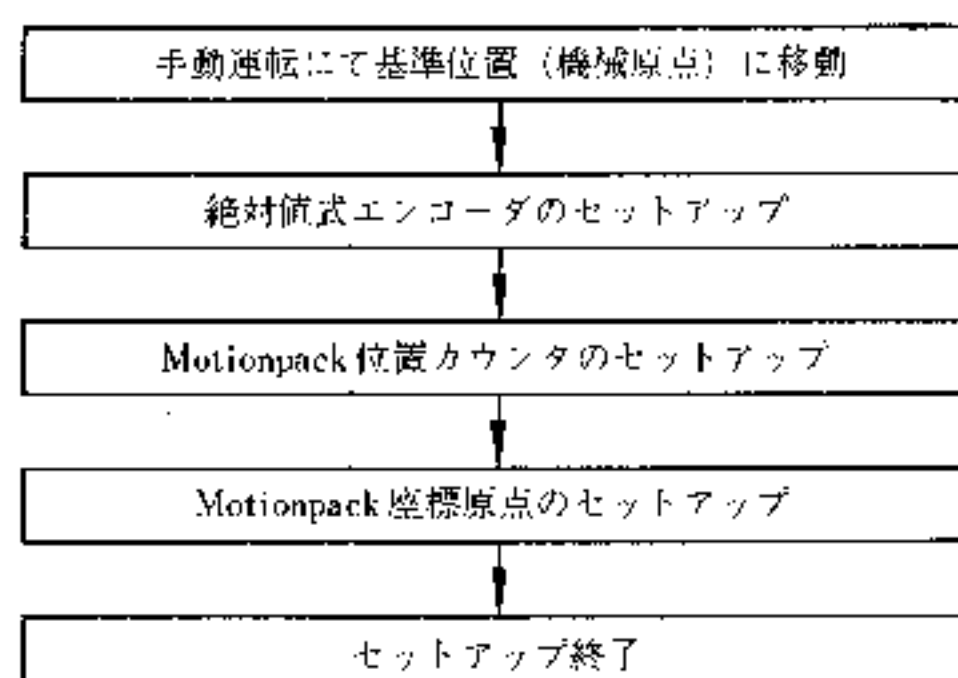 手動運転にて基準位置（機械原点）に移動
絶対値式エンコーダのセットアップ
Motionpack位置カウンタのセットアップ
Motionpack座標原点のセットアップ
セットアップ終了